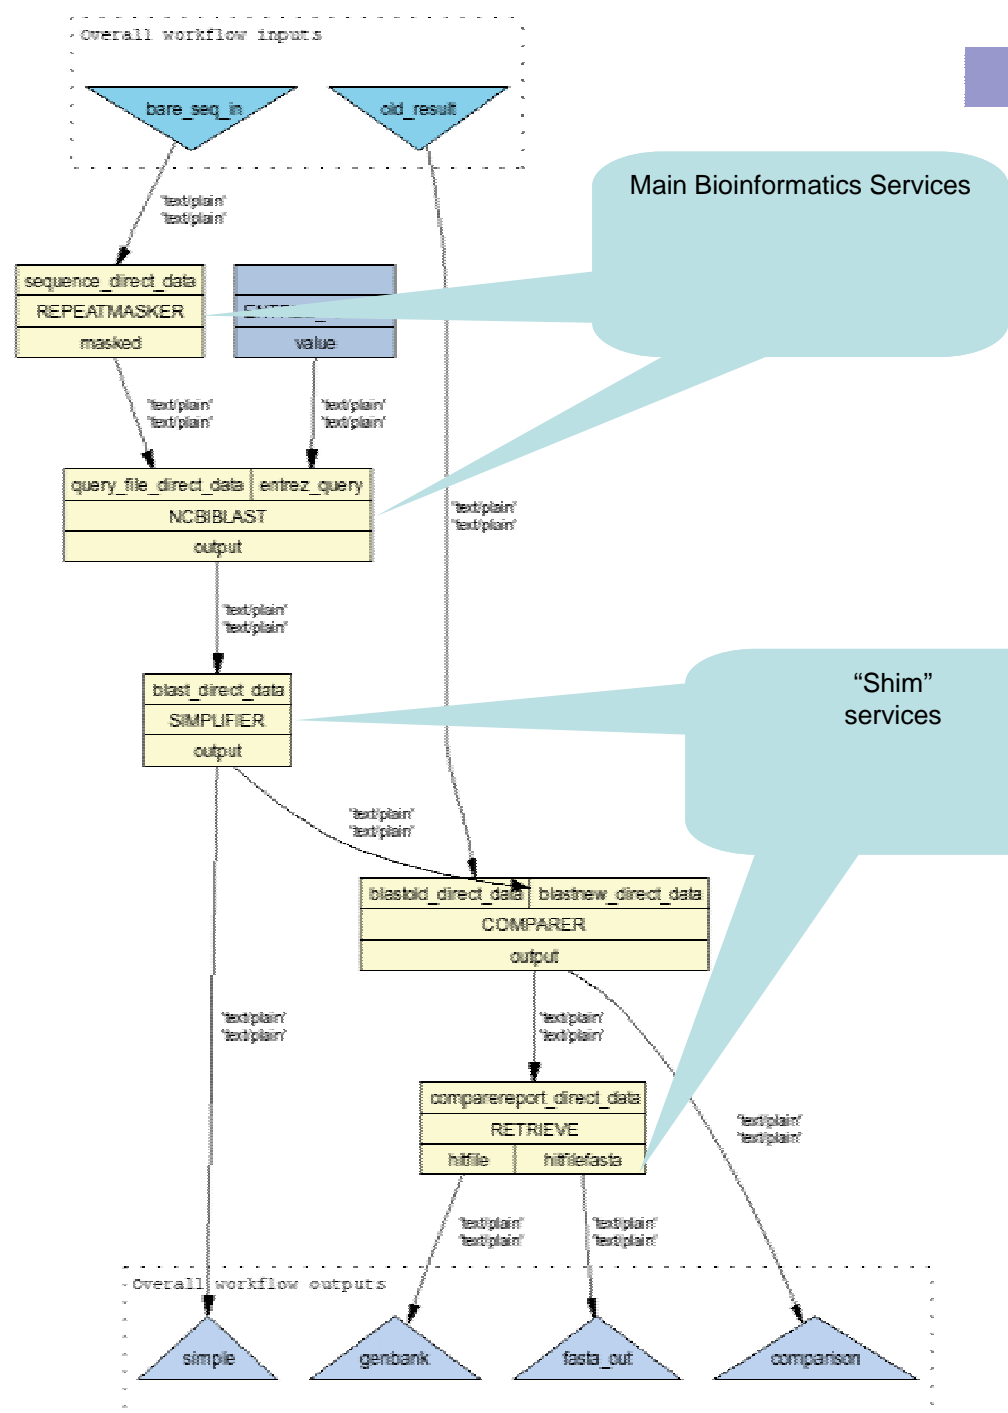 Overall workflow inputs
bare_seq_in
old_result
Main Bioinformatics Services
"text/plain"
"text/plain"
sequence_direct_data
REPEATMASKER
masked
value
"text/plain"
"text/plain"
"text/plain"
"text/plain"
query_file_direct_data
entrez_query
NCBIBLAST
output
"text/plain"
"text/plain"
"text/plain"
"text/plain"
blast_direct_data
SIMPLIFIER
output
“Shim”
services
"text/plain"
"text/plain"
blastold_direct_data
blastnew_direct_data
COMPARER
output
"text/plain"
"text/plain"
"text/plain"
"text/plain"
comparereport_direct_data
RETRIEVE
hitfile
hitfilefasta
"text/plain"
"text/plain"
"text/plain"
"text/plain"
"text/plain"
"text/plain"
Overall workflow outputs
simple
genbank
fasta_out
comparison